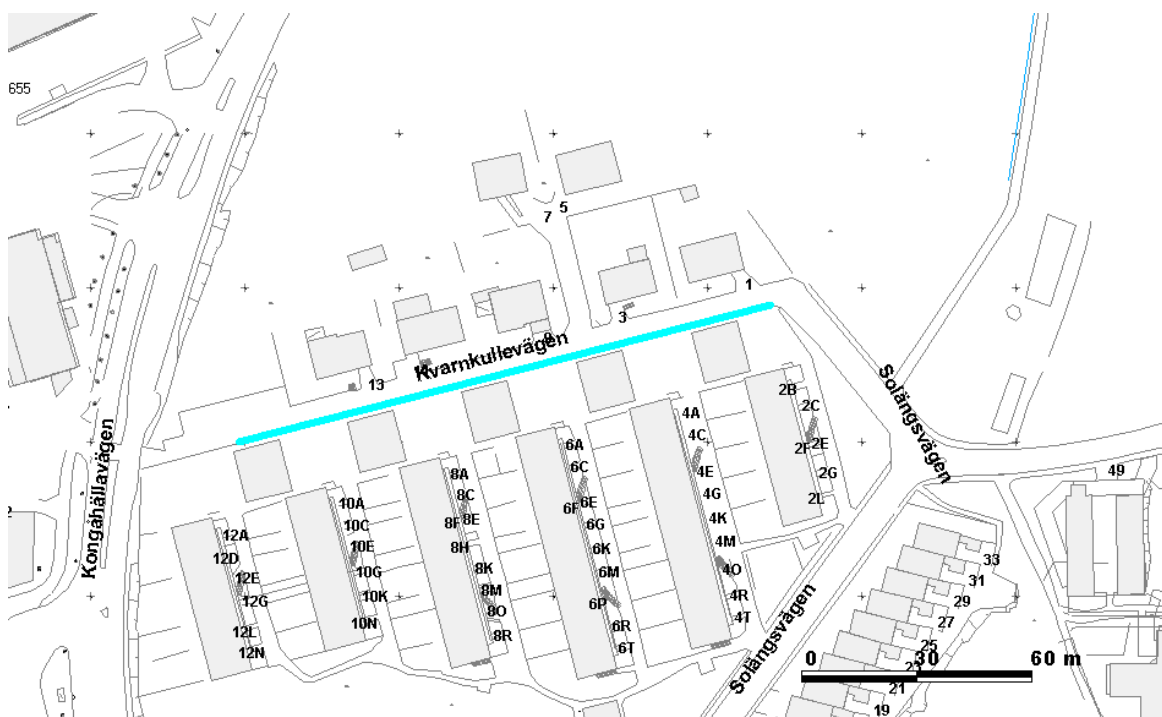 655
5
7
1
3
9
Kvarnkullevägen
13
Solängsvägen
2B
2C
2E
2F
2G
2L
4A
4C
4E
4G
4K
4M
4O
4R
4T
6A
6C
6E
6F
6G
6K
6M
6P
6R
6T
8A
8C
8E
8F
8H
8K
8M
8O
8R
10A
10C
10E
10G
10K
10N
12A
12D
12E
12G
12L
12N
Kongahällavägen
2
49
33
31
29
27
25
23
21
19
Solängsvägen
0 30 60 m